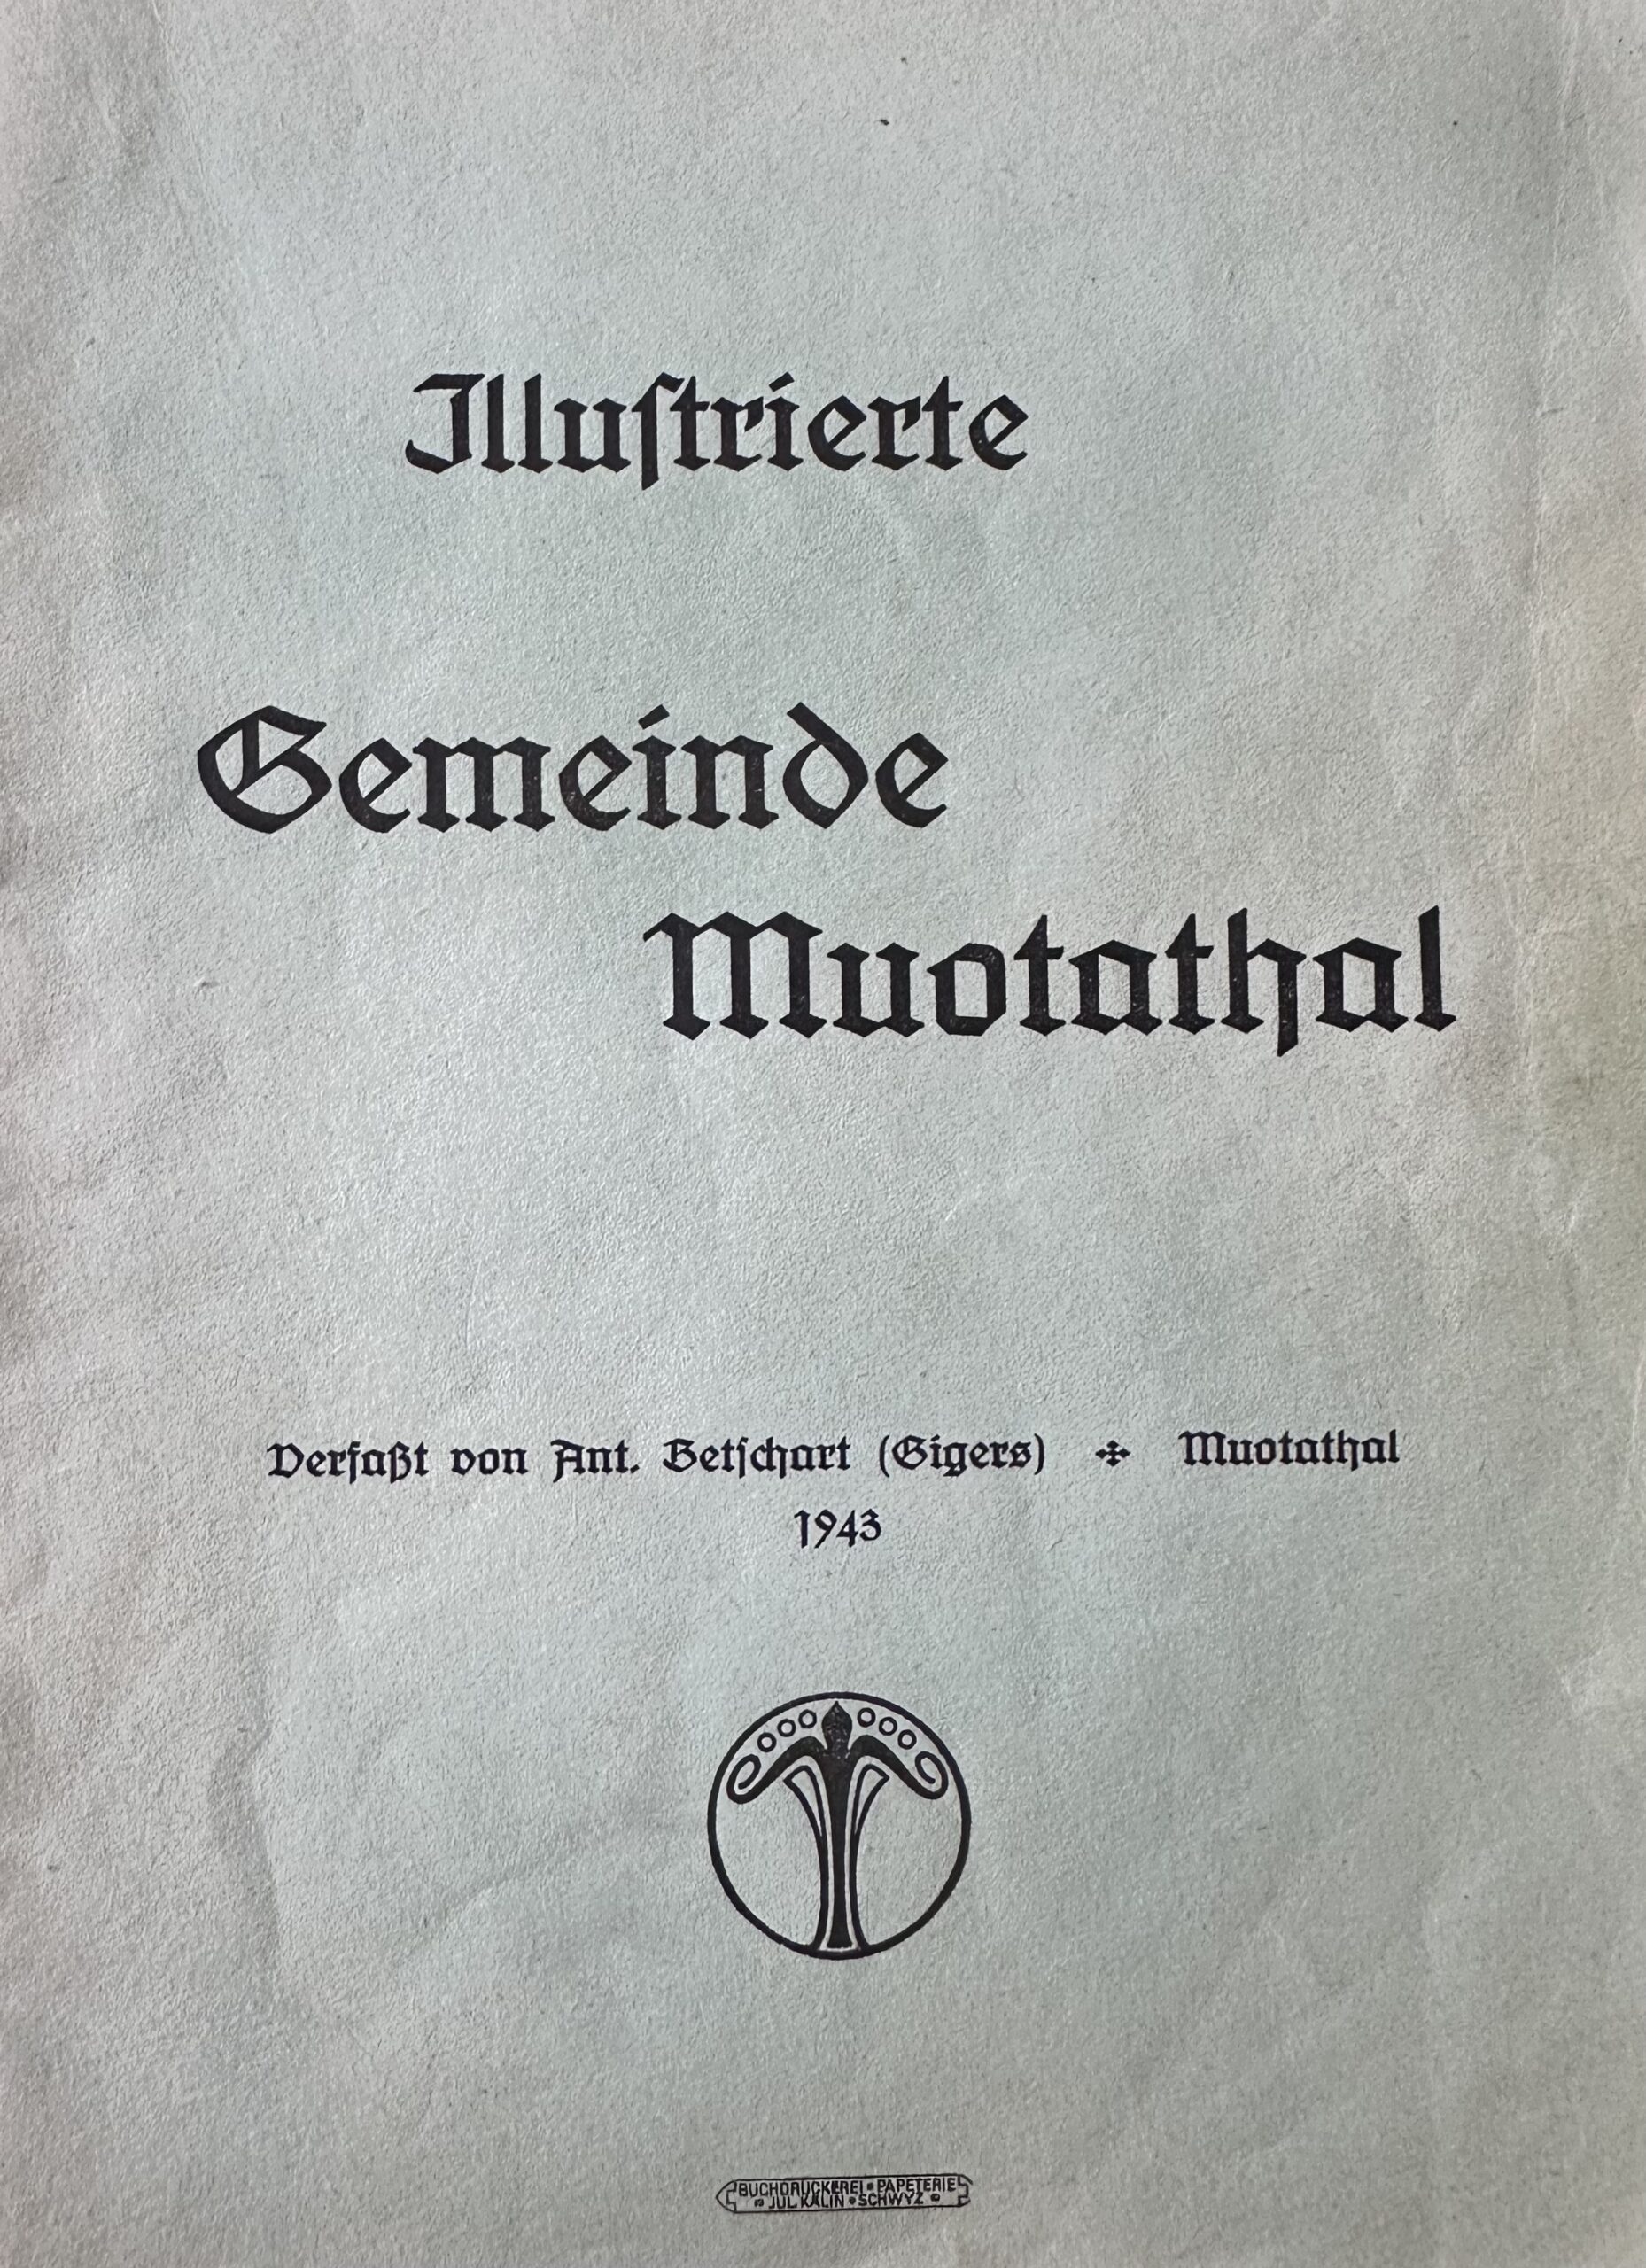 Illuſtrierte
Gemeinde
Muotathal
Verfaßt von Ant. Betſchart (Gigers) ✣ Muotathal
1943
BUCHDRUCKEREI • PAPETERIE
JUL. KÄLIN • SCHWYZ